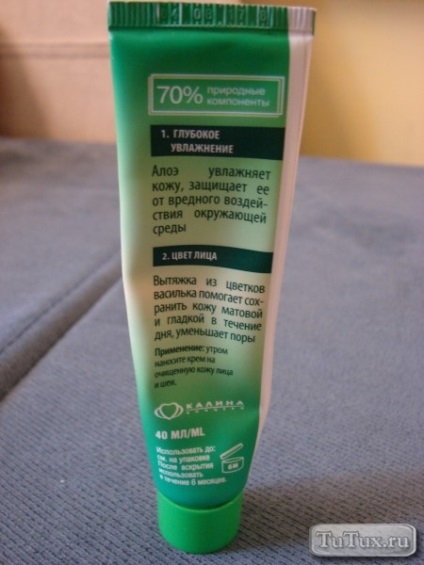 70% природные
компоненты
1. ГЛУБОКОЕ
УВЛАЖНЕНИЕ
Алоэ увлажняет
кожу, защищает ее
от вредного воздей-
ствия окружающей
среды
2. ЦВЕТ ЛИЦА
Вытяжка из цветков
василька помогает сох-
ранить кожу матовой
и гладкой в течение
дня, уменьшает поры
Применение: утром
наносите крем на
очищенную кожу лица
и шеи.
КАЛИНА
40 МЛ/ML
Использовать до:
см. на упаковке
После вскрытия
использовать
в течение 6 месяцев.
6М
TuTux.ru